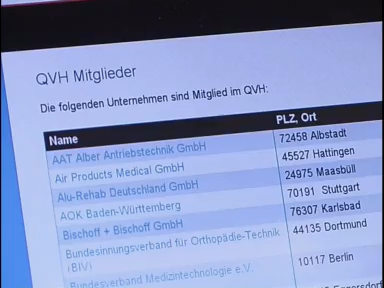 QVH Mitglieder
Die folgenden Unternehmen sind Mitglied im QVH:
Name PLZ, Ort
AAT Alber Antriebstechnik GmbH 72458 Albstadt
Air Products Medical GmbH 45527 Hattingen
Alu-Rehab Deutschland GmbH 24975 Maasbüll
AOK Baden-Württemberg 70191 Stuttgart
Bischoff + Bischoff GmbH 76307 Karlsbad
Bundesinnungsverband für Orthopädie-Technik 44135 Dortmund
(BIV)
Bundesverband Medizintechnologie e.V. 10117 Berlin